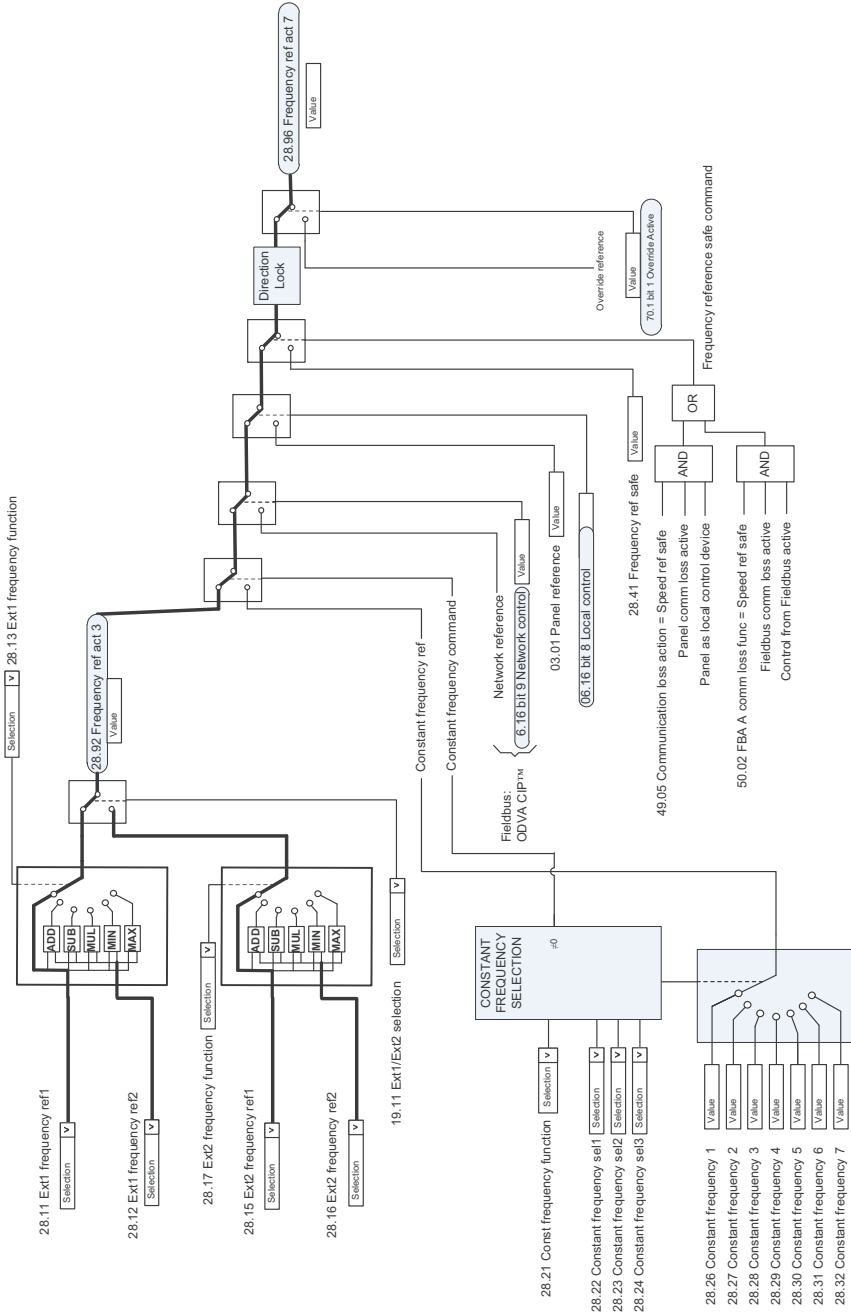 28.11 Ext1 frequency ref1
Selection
28.12 Ext1 frequency ref2
Selection
28.13 Ext1 frequency function
Selection
ADD
SUB
MUL
MIN
MAX
28.17 Ext2 frequency function
Selection
28.15 Ext2 frequency ref1
Selection
28.16 Ext2 frequency ref2
Selection
ADD
SUB
MUL
MIN
MAX
19.11 Ext1/Ext2 selection
Selection
28.92 Frequency ref act 3
Value
28.21 Const frequency function
Selection
28.22 Constant frequency sel1
Selection
28.23 Constant frequency sel2
Selection
28.24 Constant frequency sel3
Selection
CONSTANT
FREQUENCY
SELECTION
≠0
28.26 Constant frequency 1
Value
28.27 Constant frequency 2
Value
28.28 Constant frequency 3
Value
28.29 Constant frequency 4
Value
28.30 Constant frequency 5
Value
28.31 Constant frequency 6
Value
28.32 Constant frequency 7
Value
Constant frequency ref
Constant frequency command
Fieldbus:
ODVA CIP™
Network reference
6.16 bit 9 Network control
Value
03.01 Panel reference
Value
06.16 bit 8 Local control
28.41 Frequency ref safe
Value
49.05 Communication loss action = Speed ref safe
Panel comm loss active
Panel as local control device
AND
50.02 FBA A comm loss func = Speed ref safe
Fieldbus comm loss active
Control from Fieldbus active
AND
OR
Frequency reference safe command
Direction
Lock
Override reference
Value
70.1 bit 1 Override Active
28.96 Frequency ref act 7
Value